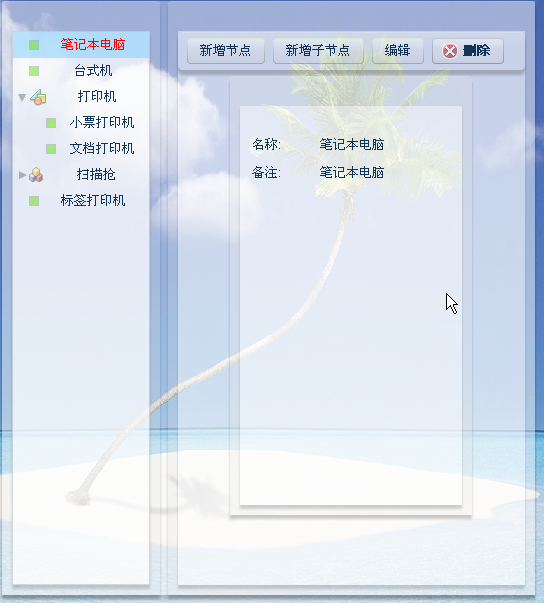 笔记本电脑
台式机
打印机
小票打印机
文档打印机
扫描抢
标签打印机
新增节点 新增子节点 编辑 删除
名称: 笔记本电脑
备注: 笔记本电脑